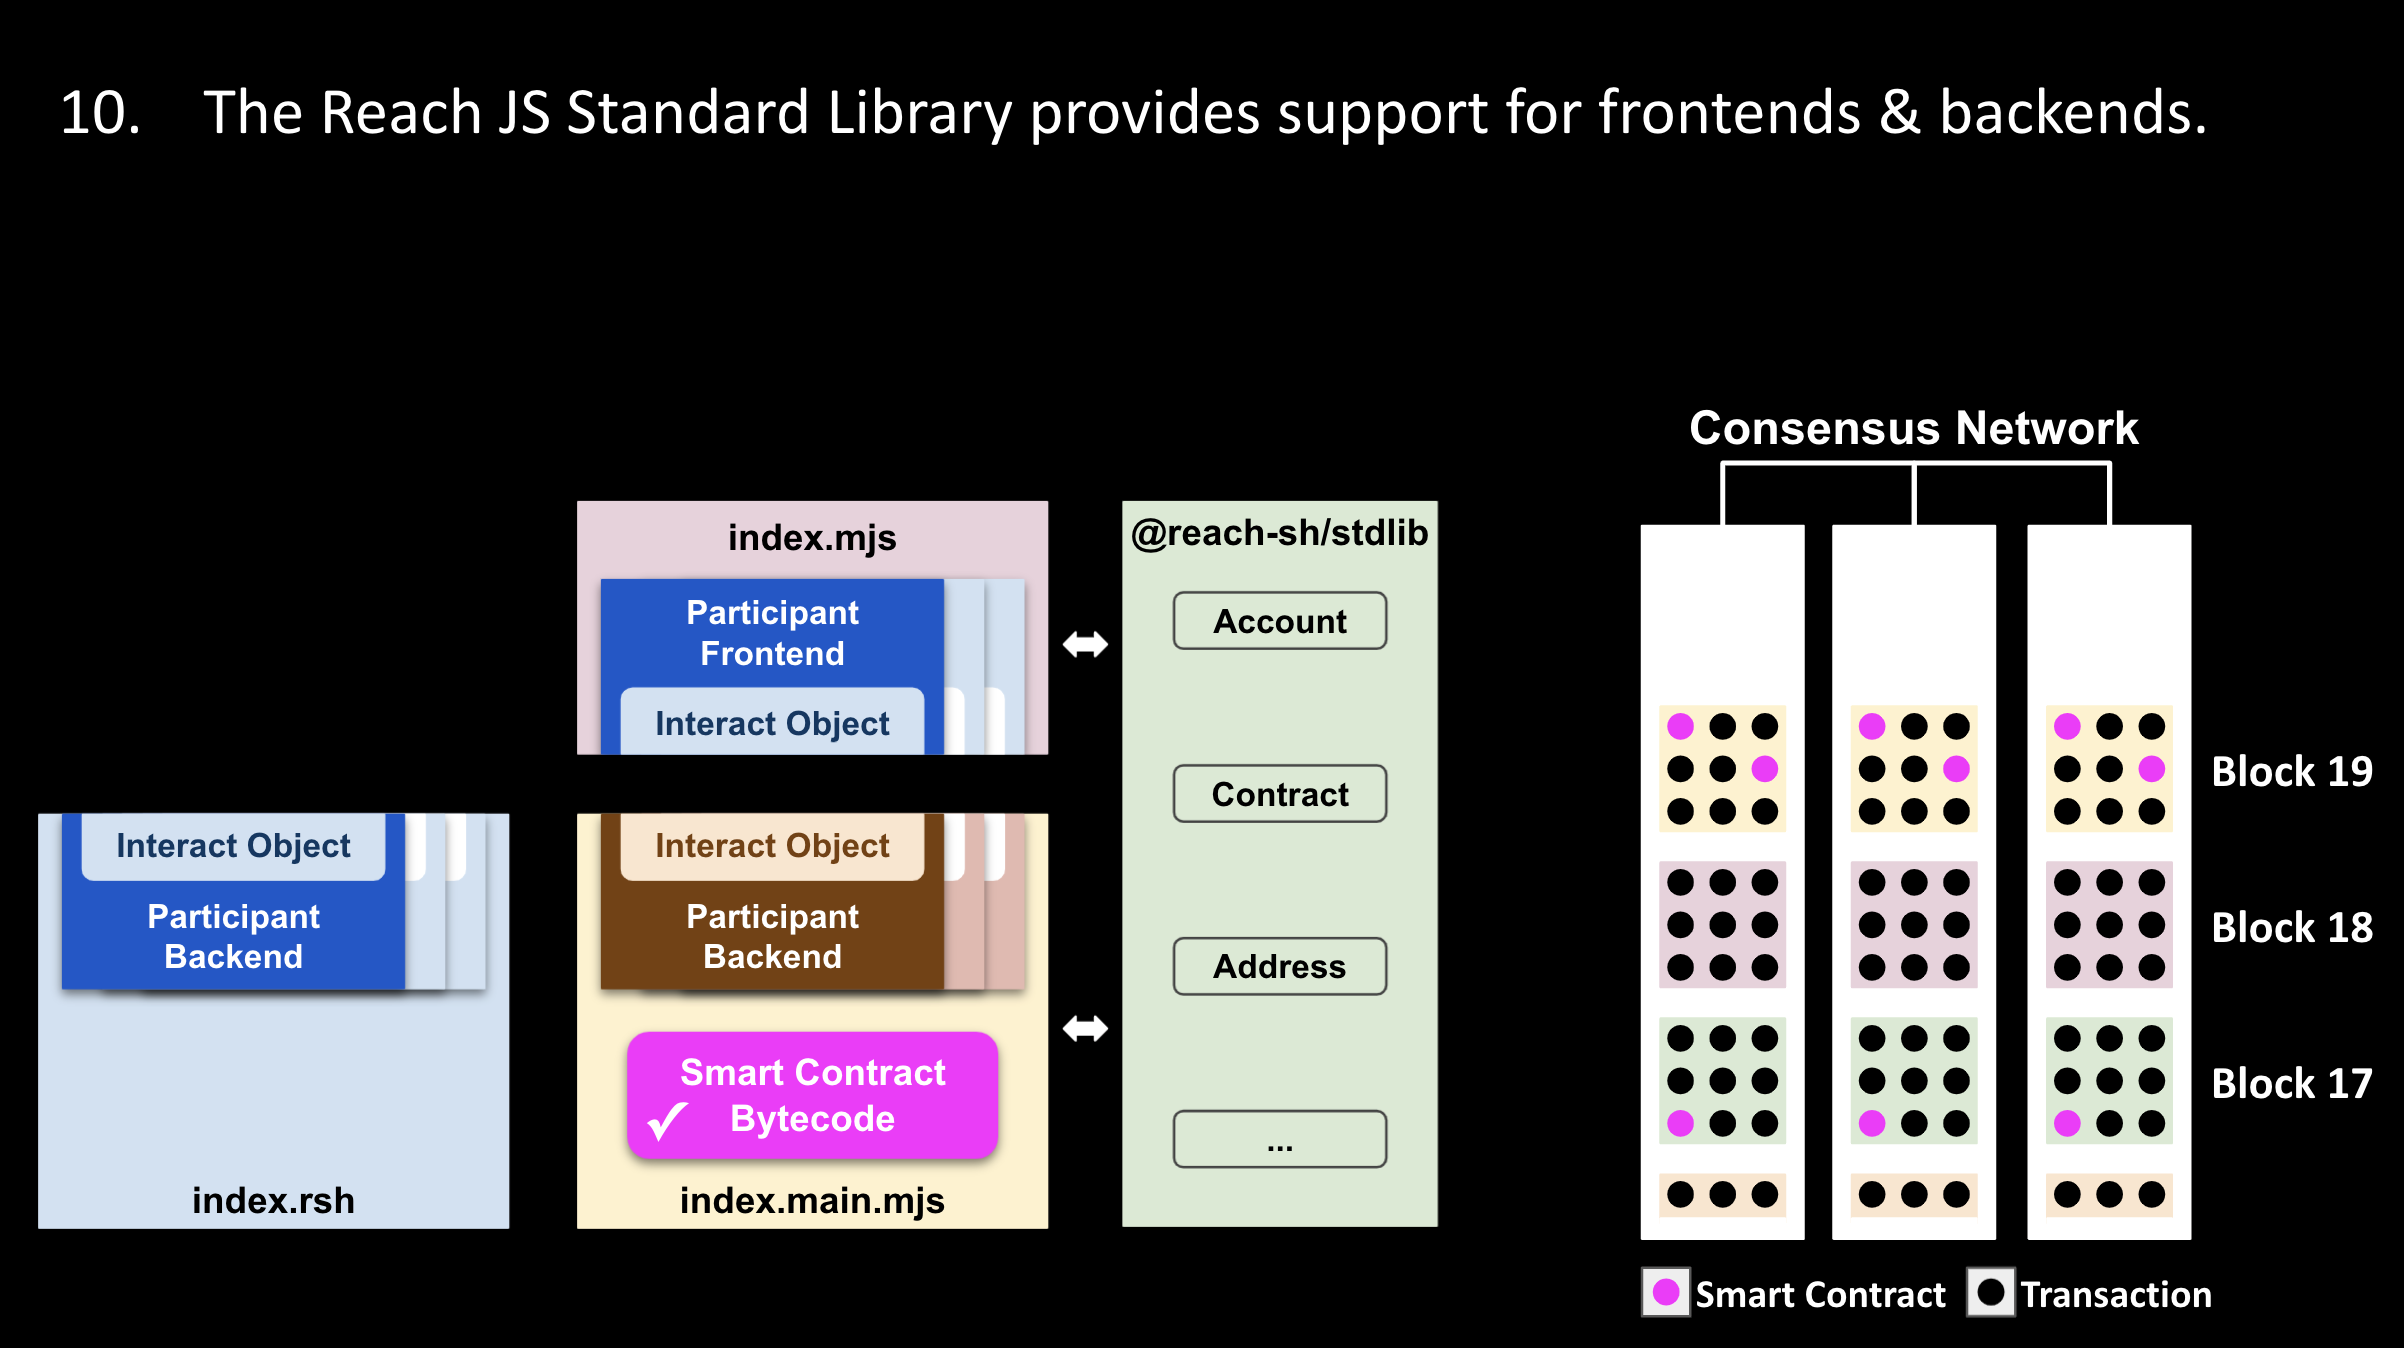 10. The Reach JS Standard Library provides support for frontends & backends.
Consensus Network
index.mjs
Participant
Frontend
Interact Object
@reach-sh/stdlib
Account
Contract
Address
...
Interact Object
Participant
Backend
index.rsh
Interact Object
Participant
Backend
Smart Contract
Bytecode
index.main.mjs
Block 19
Block 18
Block 17
Smart Contract
Transaction